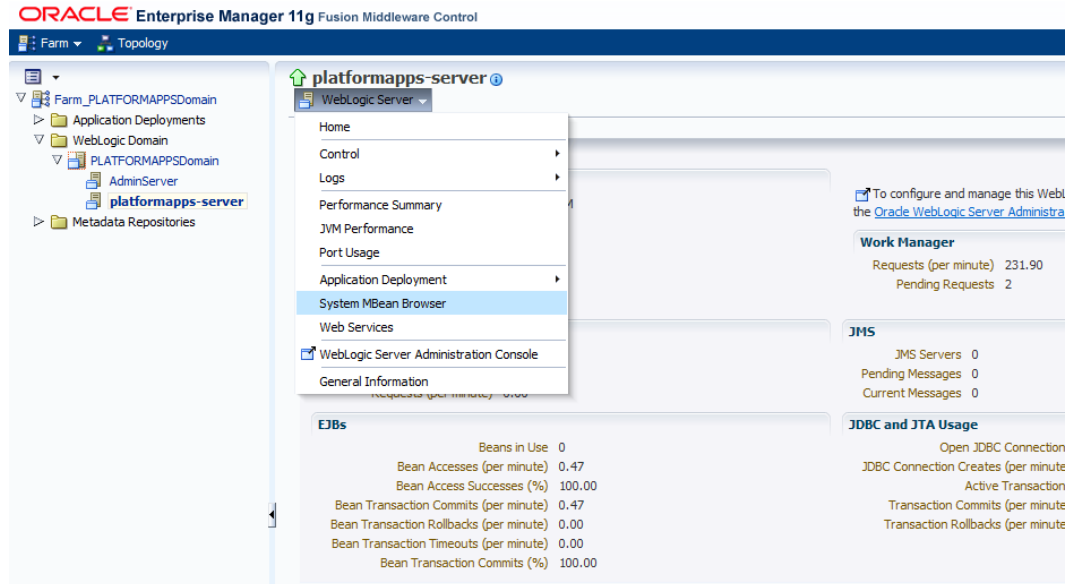 ORACLE Enterprise Manager 11g Fusion Middleware Control
Farm Topology
Farm_PLATFORMAPPSDomain
Application Deployments
WebLogic Domain
PLATFORMAPPSDomain
AdminServer
platformapps-server
Metadata Repositories
platformapps-server
WebLogic Server
Home
Control
Logs
Performance Summary
JVM Performance
Port Usage
Application Deployment
System MBean Browser
Web Services
WebLogic Server Administration Console
General Information
Requests (per minute) 0.00
EJBs
Beans in Use 0
Bean Accesses (per minute) 0.47
Bean Access Successes (%) 100.00
Bean Transaction Commits (per minute) 0.47
Bean Transaction Rollbacks (per minute) 0.00
Bean Transaction Timeouts (per minute) 0.00
Bean Transaction Commits (%) 100.00
To configure and manage this WebL
the Oracle WebLogic Server Administra
Work Manager
Requests (per minute) 231.90
Pending Requests 2
JMS
JMS Servers 0
Pending Messages 0
Current Messages 0
JDBC and JTA Usage
Open JDBC Connection
JDBC Connection Creates (per minute
Active Transaction
Transaction Commits (per minute
Transaction Rollbacks (per minute